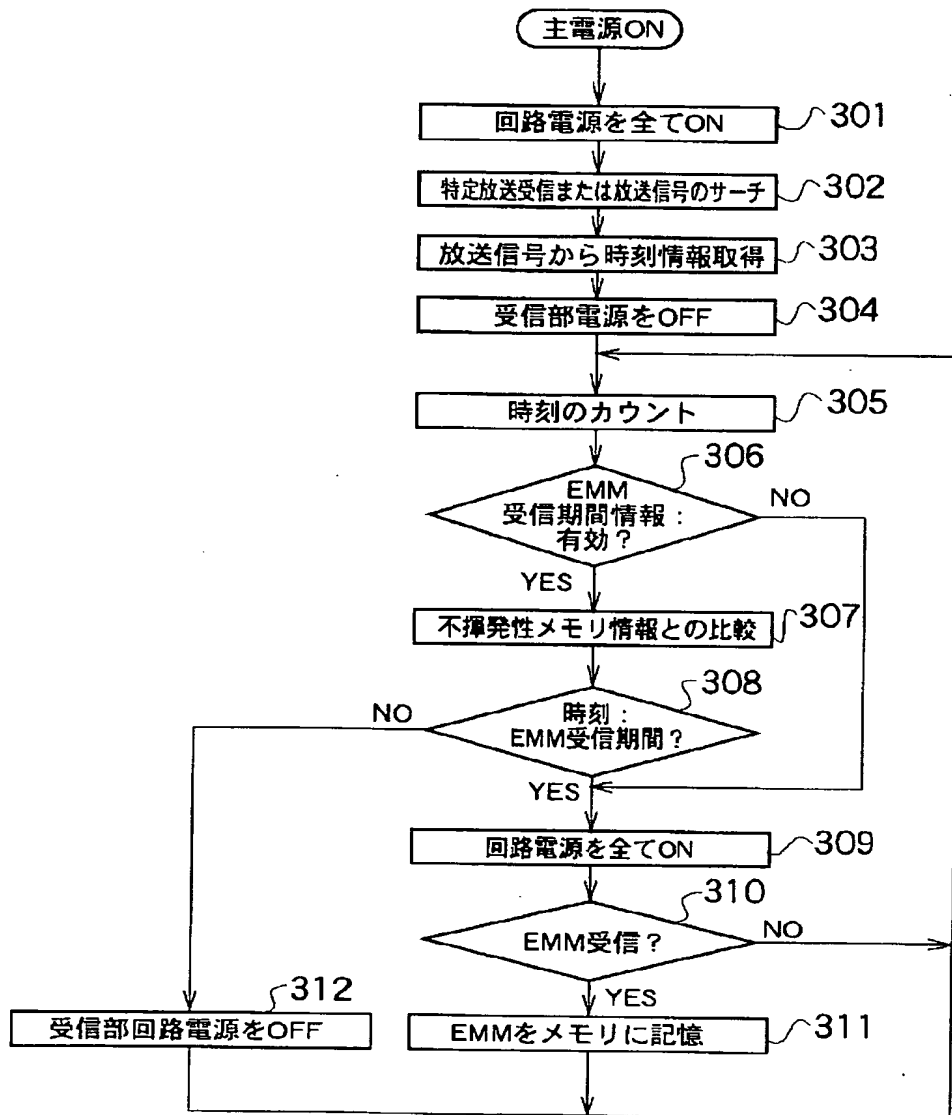 主電源ON
回路電源を全てON
301
特定放送受信または放送信号のサーチ
302
放送信号から時刻情報取得
303
受信部電源をOFF
304
時刻のカウント
305
306
EMM
受信期間情報：
有効？
NO
YES
不揮発性メモリ情報との比較
307
308
時刻：
EMM受信期間？
NO
YES
回路電源を全てON
309
310
EMM受信？
NO
YES
312
受信部回路電源をOFF
EMMをメモリに記憶
311